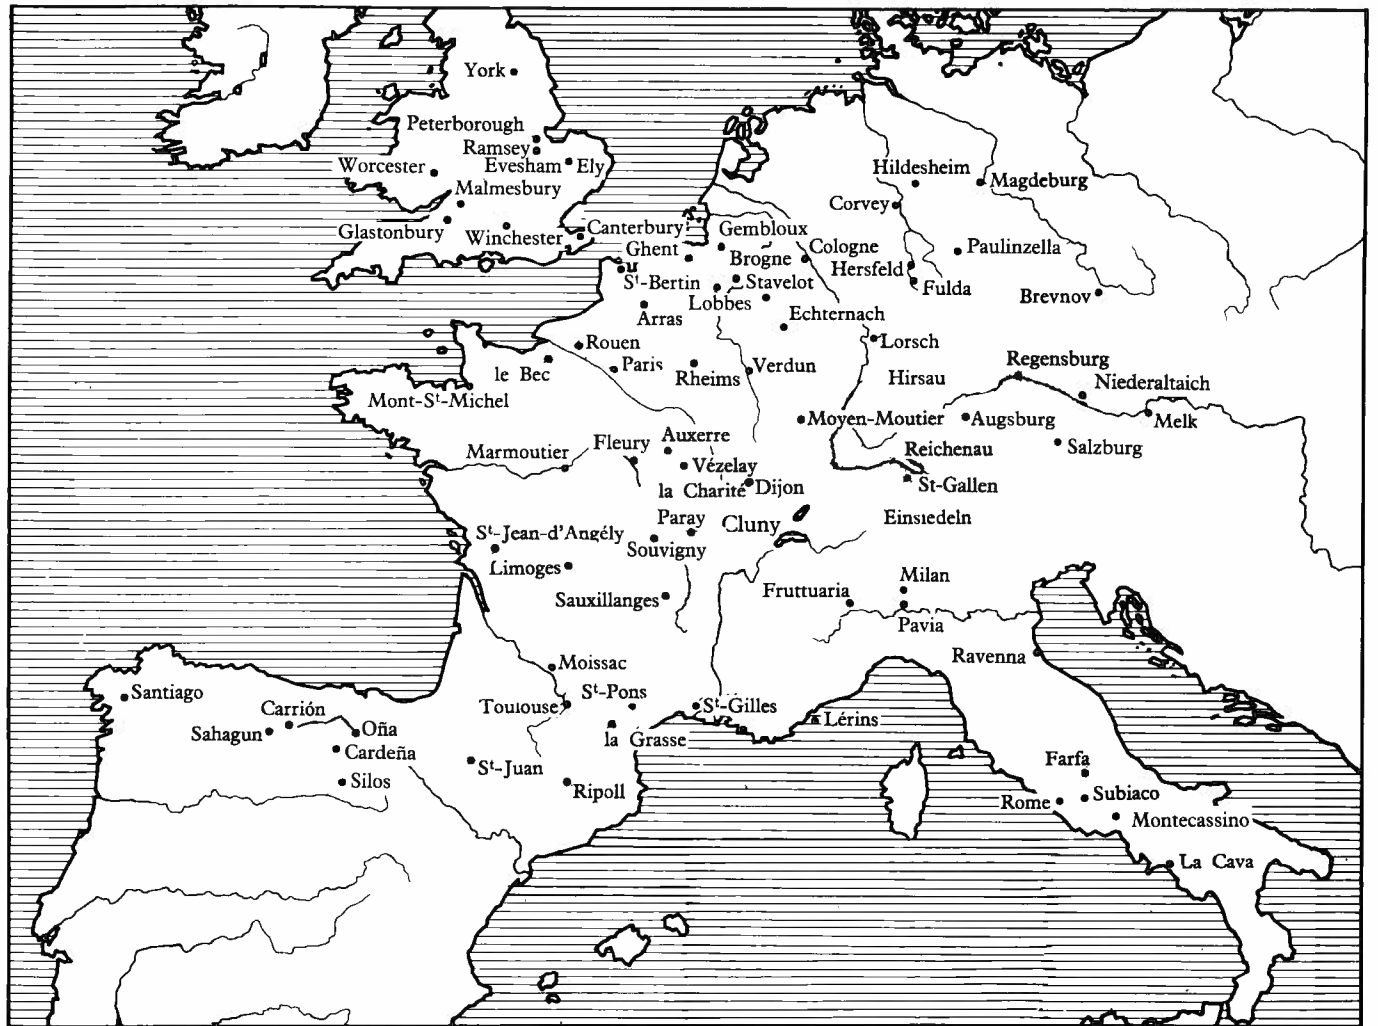 York
Peterborough
Ramsey
Evesham
Ely
Worcester
Malmesbury
Glastonbury
Winchester
Canterbury
Hildesheim
Magdeburg
Corvey
Gembloux
Ghent
Brogne
Cologne
Hersfeld
Paulinzella
Sᵗ-Bertin
Stavelot
Fulda
Brevnov
Lobbes
Arras
Echternach
Rouen
Lorsch
le Bec
Paris
Rheims
Verdun
Hirsau
Regensburg
Niederaltaich
Mont-Sᵗ-Michel
Moyen-Moutier
Augsburg
Melk
Marmoutier
Fleury
Auxerre
Reichenau
Salzburg
Vézelay
la Charité
Dijon
St-Gallen
Paray
Cluny
Einsiedeln
Sᵗ-Jean-d'Angély
Souvigny
Limoges
Sauxillanges
Fruttuaria
Milan
Pavia
Ravenna
Moissac
Santiago
Sᵗ-Pons
Toulouse
Sᵗ-Gilles
Lérins
Carrión
Sahagun
Oña
la Grasse
Cardeña
Sᵗ-Juan
Farfa
Silos
Ripoll
Rome
Subiaco
Montecassino
La Cava